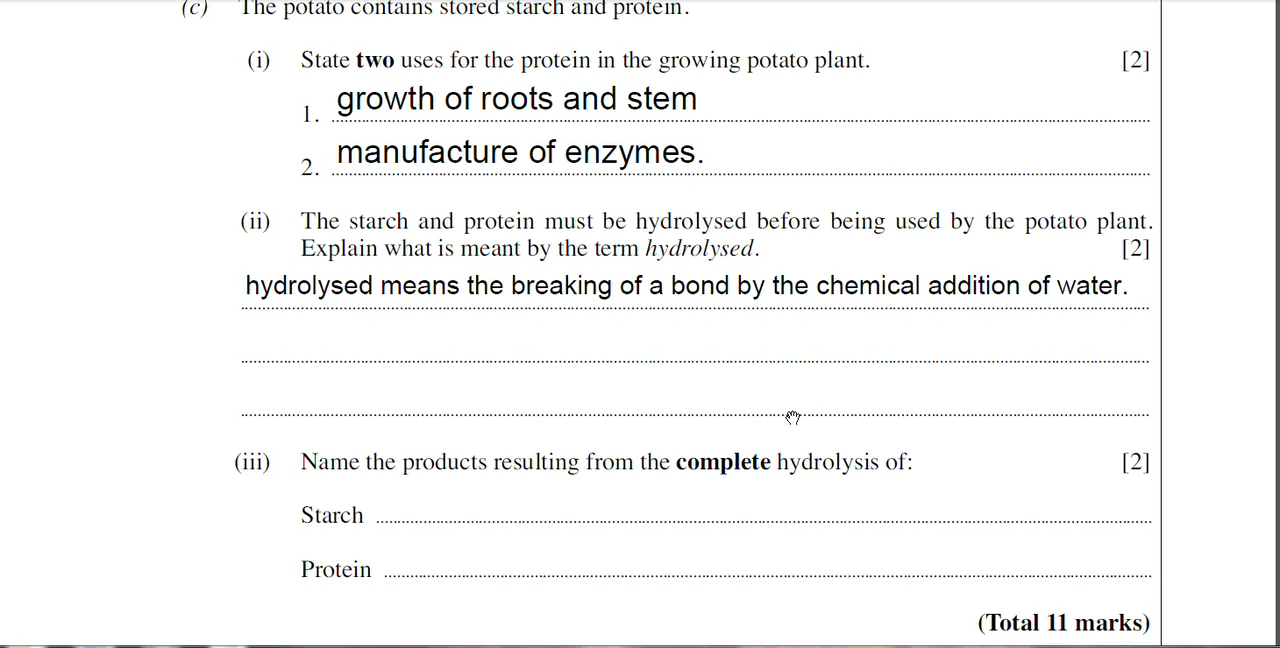 (c) The potato contains stored starch and protein.
(i) State two uses for the protein in the growing potato plant. [2]
1. growth of roots and stem
2. manufacture of enzymes.
(ii) The starch and protein must be hydrolysed before being used by the potato plant.
Explain what is meant by the term hydrolysed. [2]
hydrolysed means the breaking of a bond by the chemical addition of water.
(iii) Name the products resulting from the complete hydrolysis of: [2]
Starch
Protein
(Total 11 marks)